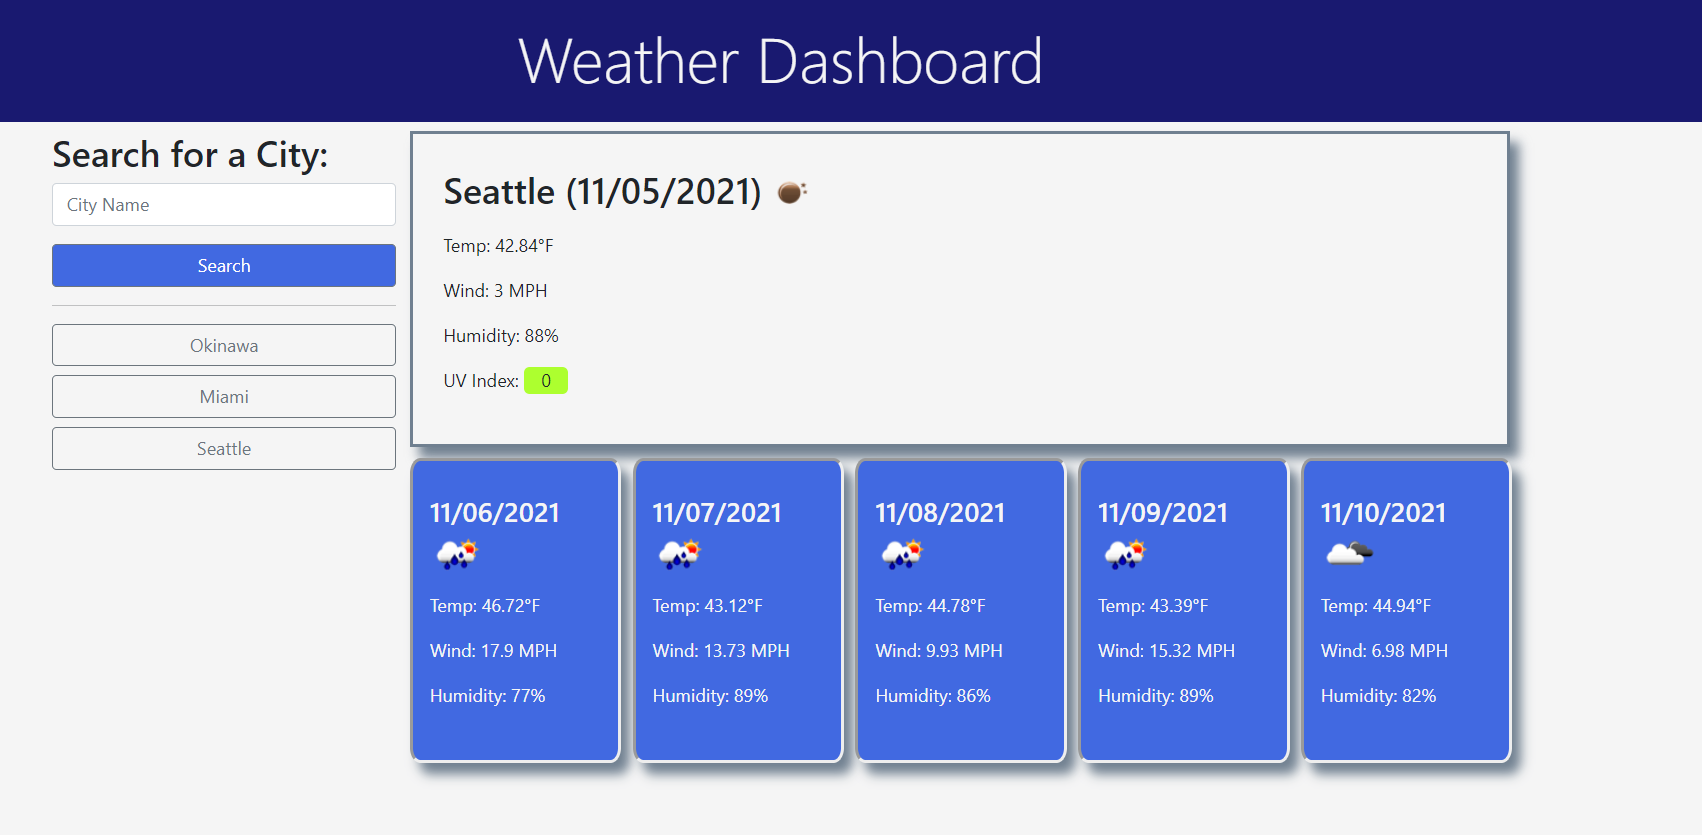 Weather Dashboard
Search for a City:
City Name
Search
Okinawa
Miami
Seattle
Seattle (11/05/2021)
Temp: 42.84°F
Wind: 3 MPH
Humidity: 88%
UV Index: 0
11/06/2021
Temp: 46.72°F
Wind: 17.9 MPH
Humidity: 77%
11/07/2021
Temp: 43.12°F
Wind: 13.73 MPH
Humidity: 89%
11/08/2021
Temp: 44.78°F
Wind: 9.93 MPH
Humidity: 86%
11/09/2021
Temp: 43.39°F
Wind: 15.32 MPH
Humidity: 89%
11/10/2021
Temp: 44.94°F
Wind: 6.98 MPH
Humidity: 82%